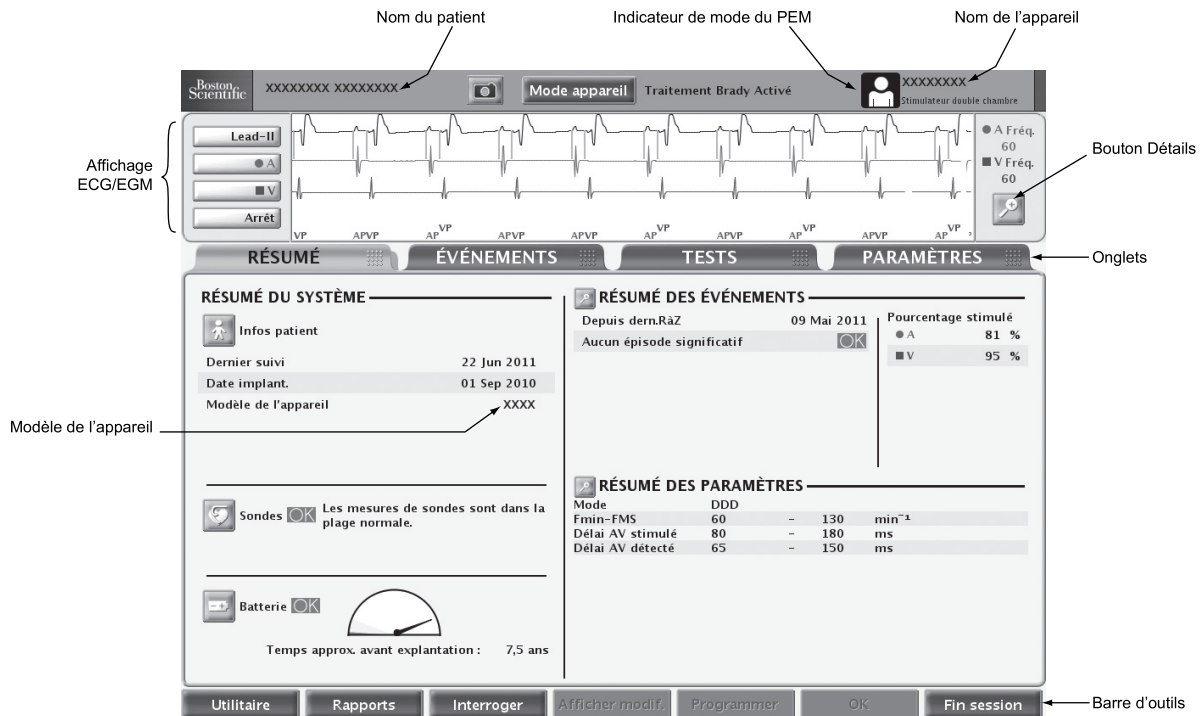 Nom du patient
Indicateur de mode du PEM
Nom de l'appareil
Boston Scientific
XXXXXXXX XXXXXXXX
Mode appareil
Traitement Brady Activé
XXXXXXXX
Stimulateur double chambre
Affichage
ECG/EGM
Lead-II
A
V
Arrêt
VP APVP AP VP APVP APVP AP VP APVP AP VP APVP AP VP
A Fréq.
60
V Fréq.
60
Bouton Détails
RÉSUMÉ
ÉVÉNEMENTS
TESTS
PARAMÈTRES
Onglets
RÉSUMÉ DU SYSTÈME
Infos patient
Dernier suivi 22 Jun 2011
Date implant. 01 Sep 2010
Modèle de l'appareil XXXX
Modèle de l'appareil
Sondes OK Les mesures de sondes sont dans la
plage normale.
Batterie OK
Temps approx. avant explantation : 7,5 ans
RÉSUMÉ DES ÉVÉNEMENTS
Depuis dern.RàZ 09 Mai 2011
Aucun épisode significatif OK
Pourcentage stimulé
A 81 %
V 95 %
RÉSUMÉ DES PARAMÈTRES
Mode DDD
Fmin-FMS 60 - 130 min⁻¹
Délai AV stimulé 80 - 180 ms
Délai AV détecté 65 - 150 ms
Utilitaire
Rapports
Interroger
Afficher modif.
Programmer
OK
Fin session
Barre d'outils